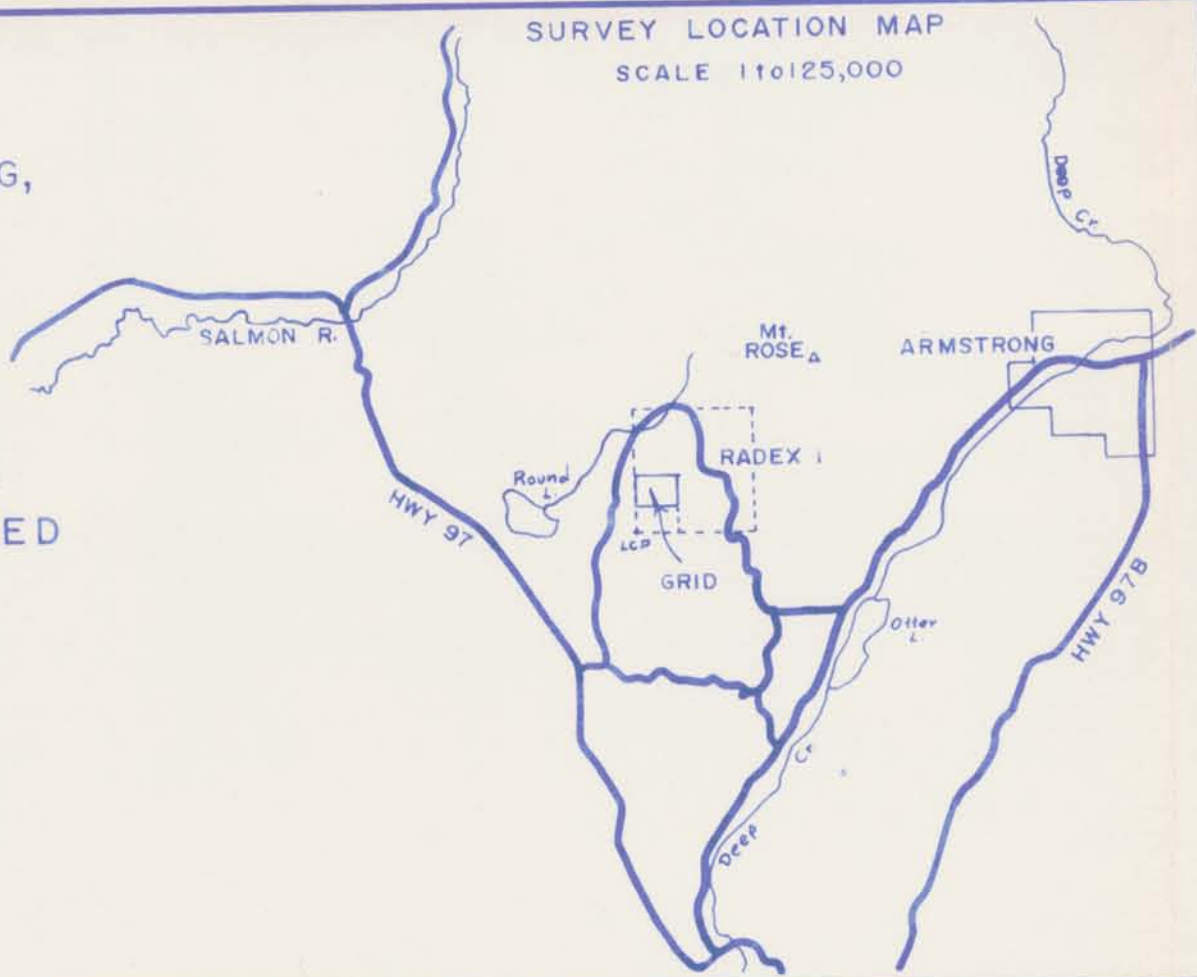 SURVEY LOCATION MAP
SCALE 1 to 125,000
G,
Deep Cr.
SALMON R.
Mt.
ROSE
ARMSTRONG
RADEX 1
Round
L.
HWY 97
ED
LCP
GRID
Otter
L.
HWY 97B
Deep Cr.